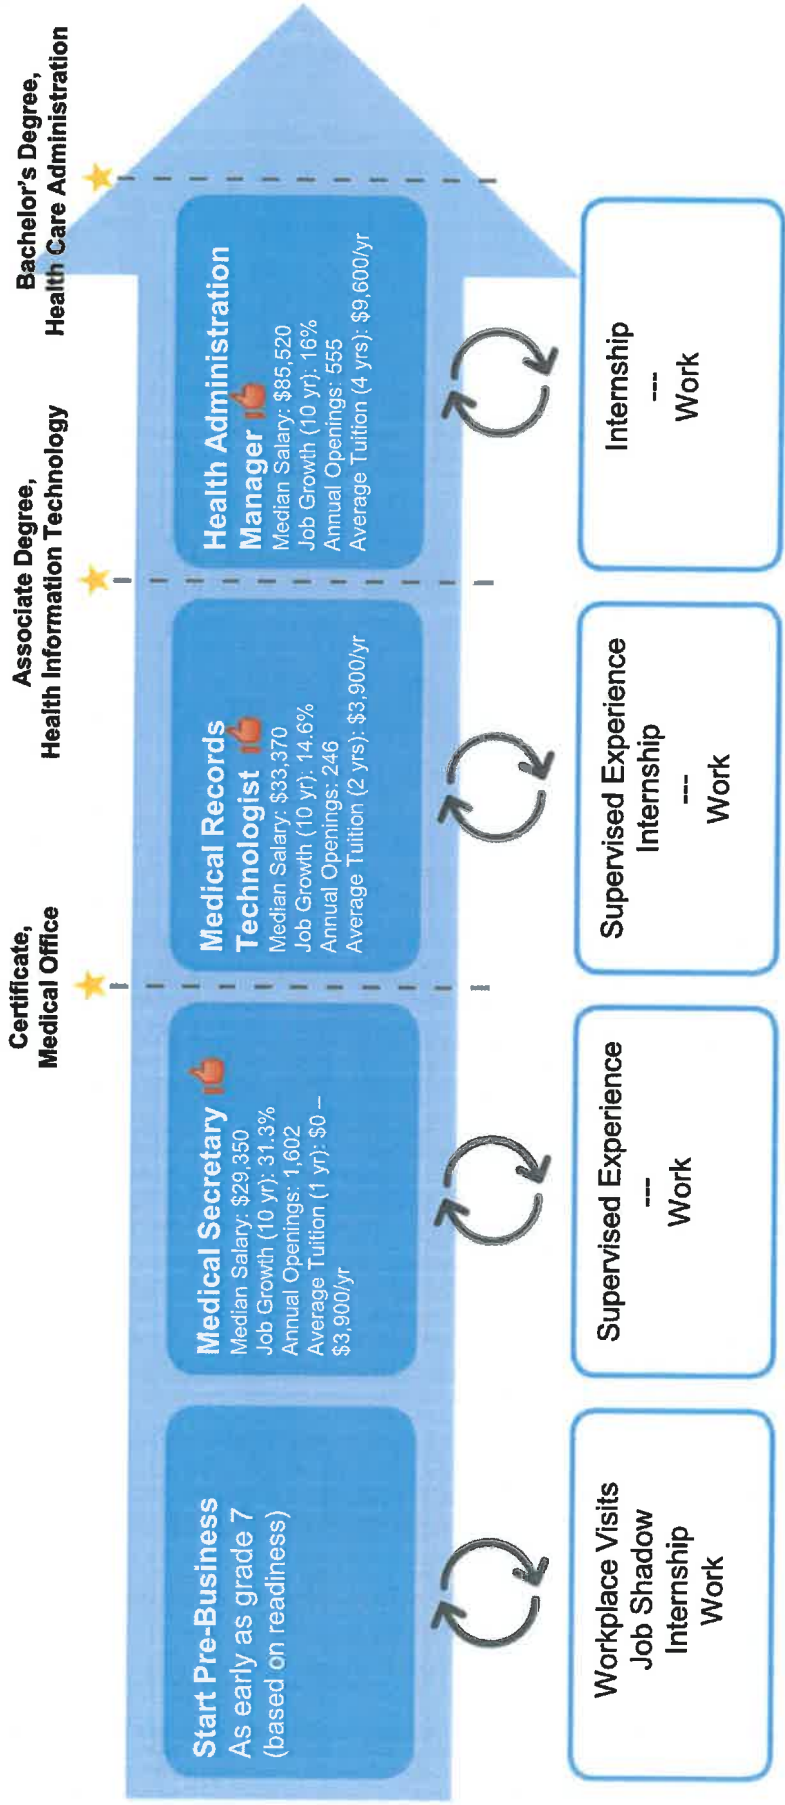 Certificate,
Medical Office
Associate Degree,
Health Information Technology
Bachelor's Degree,
Health Care Administration
Start Pre-Business
As early as grade 7
(based on readiness)
Medical Secretary
Median Salary: $29,350
Job Growth (10 yr): 31.3%
Annual Openings: 1,602
Average Tuition (1 yr): $0 –
$3,900/yr
Medical Records
Technologist
Median Salary: $33,370
Job Growth (10 yr): 14.6%
Annual Openings: 246
Average Tuition (2 yrs): $3,900/yr
Health Administration
Manager
Median Salary: $85,520
Job Growth (10 yr): 16%
Annual Openings: 555
Average Tuition (4 yrs): $9,600/yr
Workplace Visits
Job Shadow
Internship
Work
Supervised Experience
---
Work
Supervised Experience
Internship
---
Work
Internship
---
Work